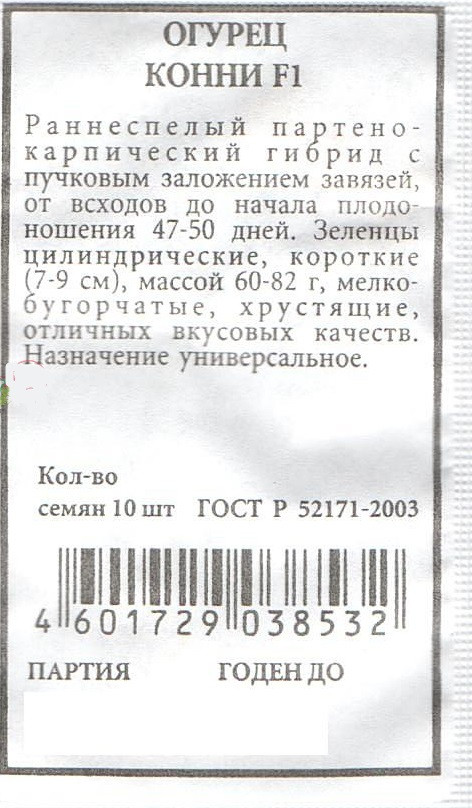 ОГУРЕЦ
КОННИ F1
Раннеспелый партено-
карпический гибрид с
пучковым заложением завязей,
от всходов до начала плодо-
ношения 47-50 дней. Зеленцы
цилиндрические, короткие
(7-9 см), массой 60-82 г, мелко-
бугорчатые, хрустящие,
отличных вкусовых качеств.
Назначение универсальное.
Кол-во
семян 10 шт ГОСТ Р 52171-2003
4 601729 038532
ПАРТИЯ ГОДЕН ДО